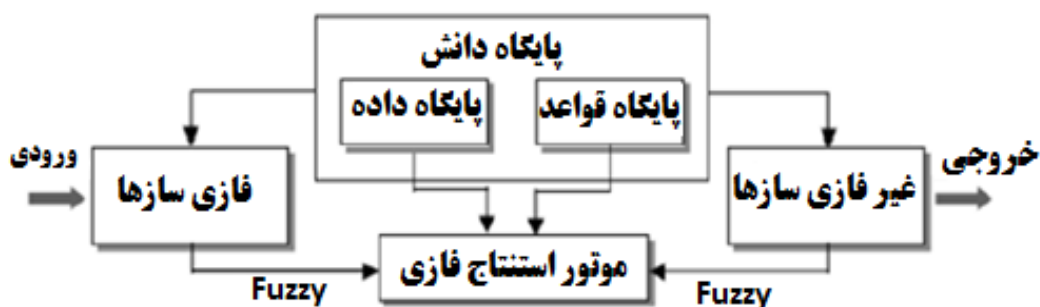 پایگاه دانش
پایگاه قواعد
پایگاه داده
ورودی
فازی سازها
غیر فازی سازها
خروجی
موتور استنتاج فازی
Fuzzy
Fuzzy